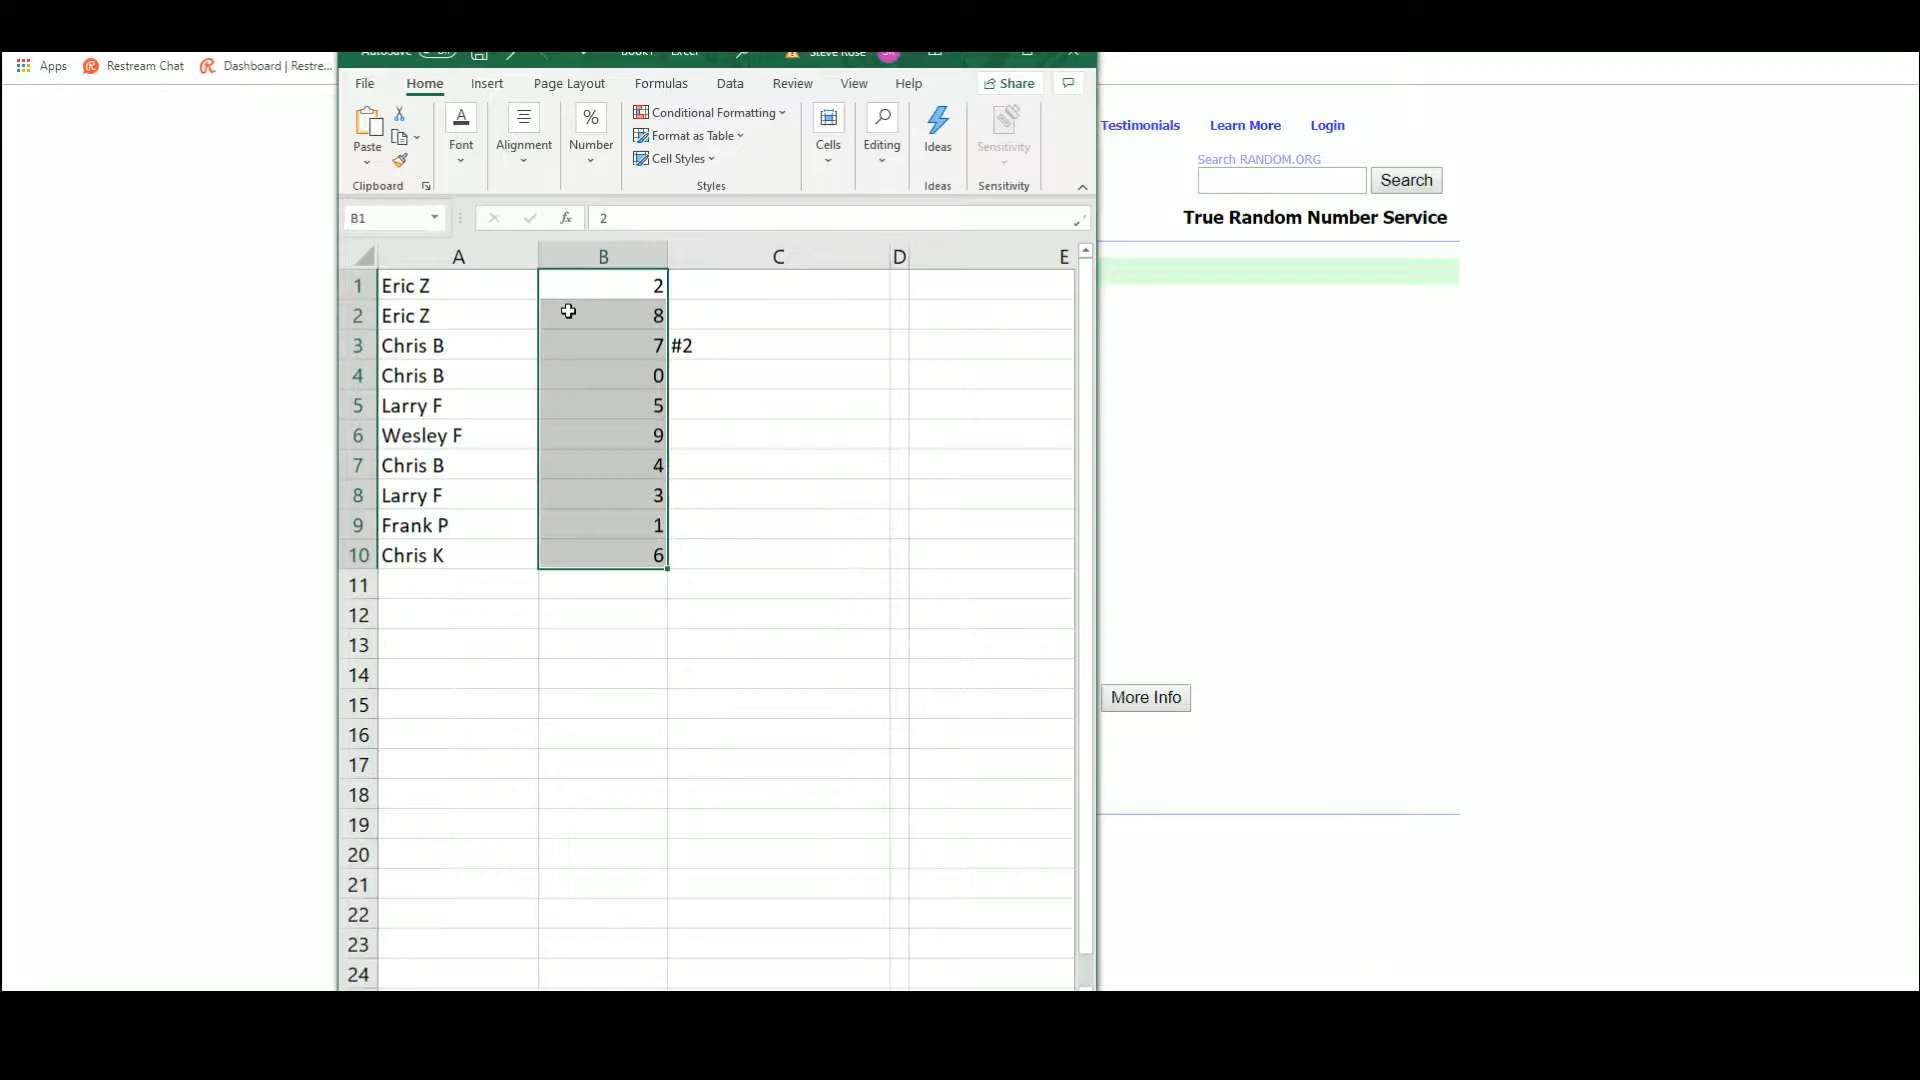 Steve Rose
Apps Restream Chat Dashboard | Restre...
File Home Insert Page Layout Formulas Data Review View Help Share
Paste Font Alignment Number Conditional Formatting Format as Table Cell Styles Cells Editing Ideas Sensitivity
Clipboard Styles Ideas Sensitivity
B1 fx 2
A B C D E
1 Eric Z 2
2 Eric Z 8
3 Chris B 7 #2
4 Chris B 0
5 Larry F 5
6 Wesley F 9
7 Chris B 4
8 Larry F 3
9 Frank P 1
10 Chris K 6
11
12
13
14
15
16
17
18
19
20
21
22
23
24
Testimonials Learn More Login
Search RANDOM.ORG
Search
True Random Number Service
More Info